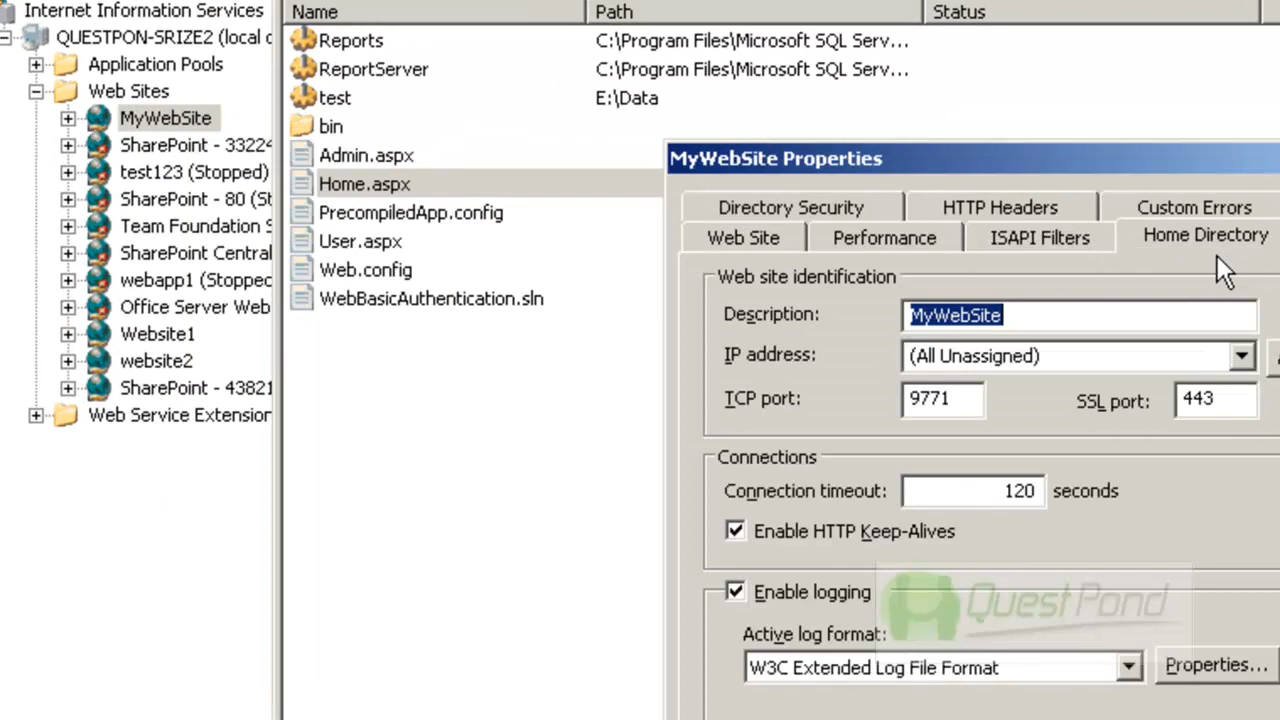 Internet Information Services
QUESTPON-SRIZE2 (local c
Application Pools
Web Sites
MyWebSite
SharePoint - 33224
test123 (Stopped)
SharePoint - 80 (St
Team Foundation S
SharePoint Central
webapp1 (Stopped
Office Server Web
Website1
website2
SharePoint - 43821
Web Service Extension
Name Path Status
Reports C:\Program Files\Microsoft SQL Serv...
ReportServer C:\Program Files\Microsoft SQL Serv...
test E:\Data
bin
Admin.aspx
Home.aspx
PrecompiledApp.config
User.aspx
Web.config
WebBasicAuthentication.sln
MyWebSite Properties
Directory Security HTTP Headers Custom Errors
Web Site Performance ISAPI Filters Home Directory
Web site identification
Description: MyWebSite
IP address: (All Unassigned)
TCP port: 9771 SSL port: 443
Connections
Connection timeout: 120 seconds
Enable HTTP Keep-Alives
Enable logging
QuestPond
Active log format:
W3C Extended Log File Format Properties...